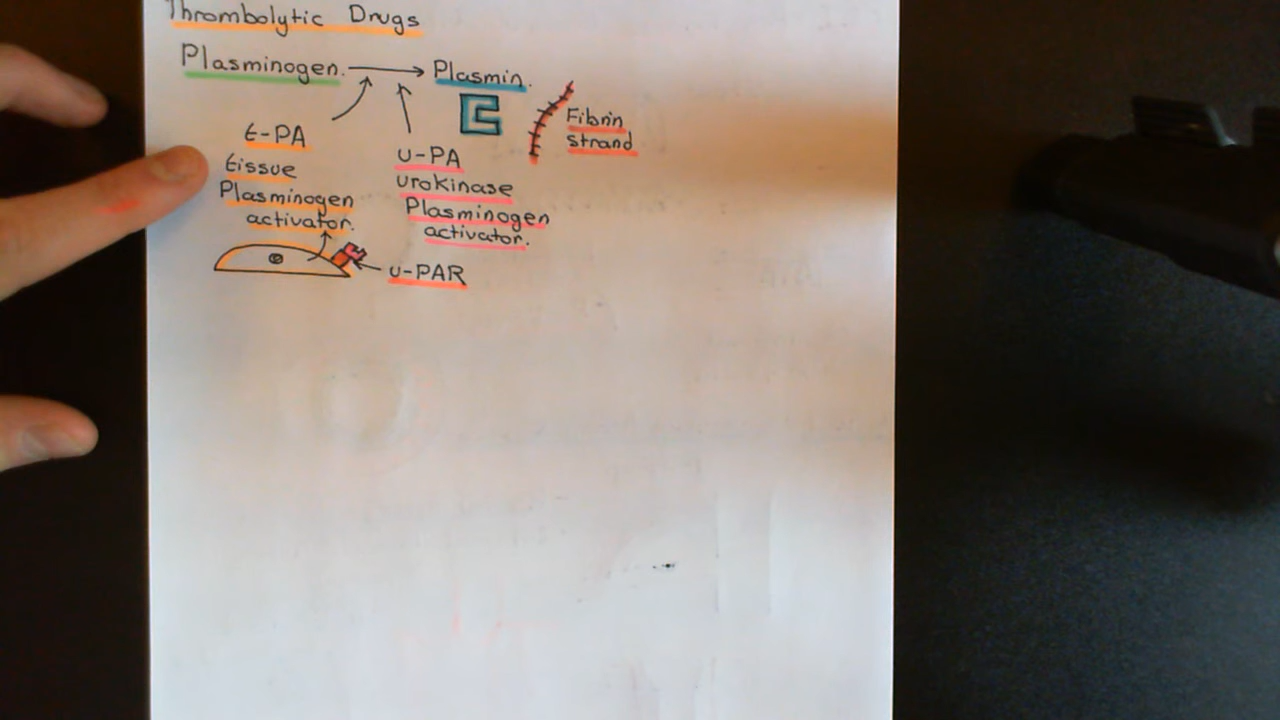 Thrombolytic Drugs
Plasminogen. → Plasmin.
Fibrin
strand
t-PA
tissue
Plasminogen
activator.
u-PA
urokinase
Plasminogen
activator.
u-PAR